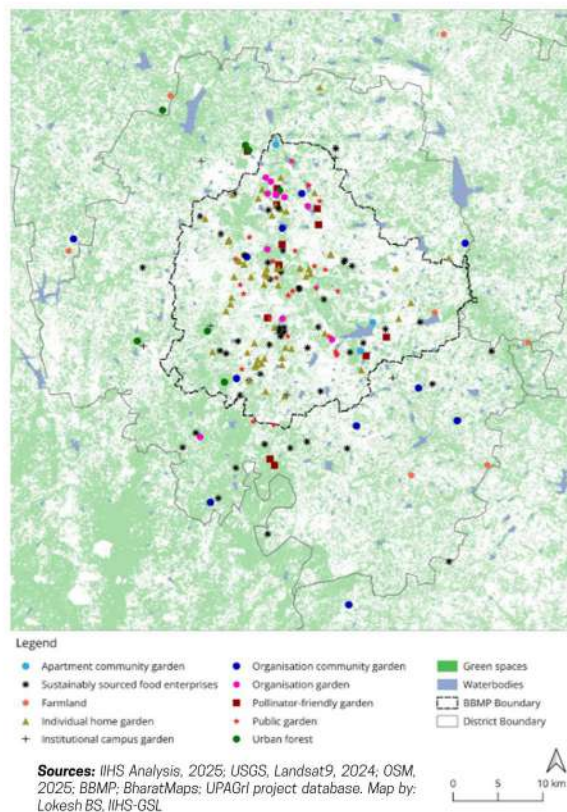 Legend
Apartment community garden
Sustainably sourced food enterprises
Farmland
Individual home garden
Institutional campus garden
Organisation community garden
Organisation garden
Pollinator-friendly garden
Public garden
Urban forest
Green spaces
Waterbodies
BBMP Boundary
District Boundary
Sources: IIHS Analysis, 2025; USGS, Landsat9, 2024; OSM,
2025; BBMP; BharatMaps; UPAGrI project database. Map by:
Lokesh BS, IIHS-GSL
0 5 10 km